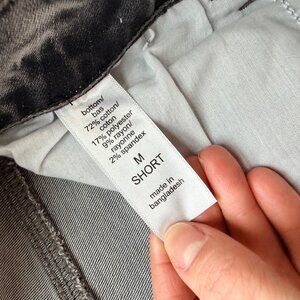 bottom/
bas
72% cotton/
coton
17% polyester
9% rayon/
rayonne
2% spandex
M
SHORT
made in
bangladesh